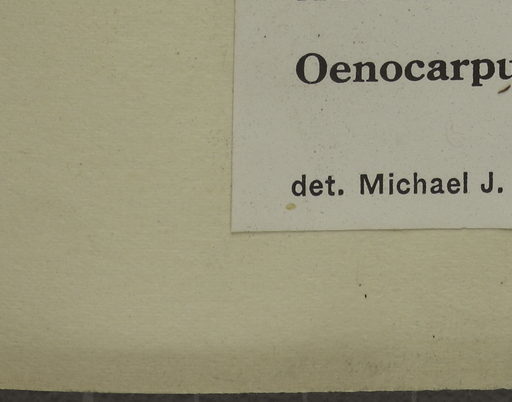 Oenocarpu
det. Michael J.